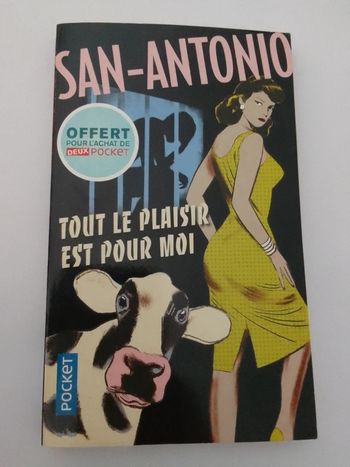 SAN-ANTONIO
OFFERT
POUR L'ACHAT DE
DEUX POCKET
TOUT LE PLAISIR
EST POUR MOI
POCKET